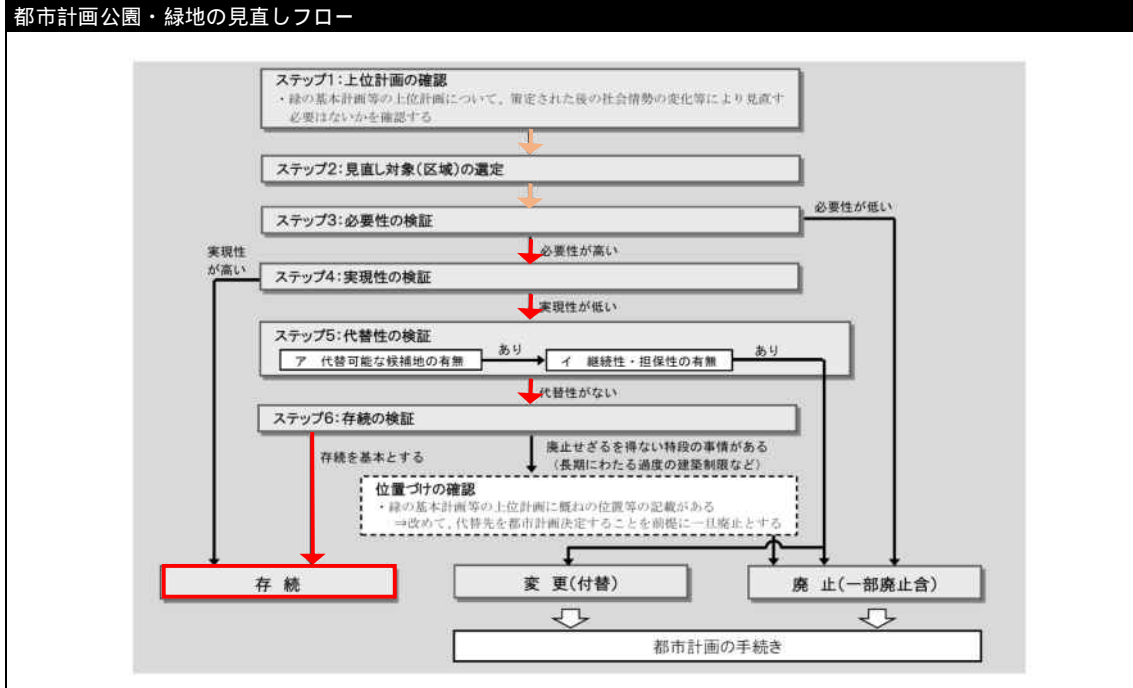 都市計画公園・緑地の見直しフロー
ステップ1：上位計画の確認
・緑の基本計画等の上位計画について，策定された後の社会情勢の変化等により見直す
必要はないかを確認する
ステップ2：見直し対象（区域）の選定
ステップ3：必要性の検証
必要性が低い
必要性が高い
実現性
が高い
ステップ4：実現性の検証
実現性が低い
ステップ5：代替性の検証
ア　代替可能な候補地の有無
あり
イ　継続性・担保性の有無
あり
代替性がない
ステップ6：存続の検証
存続を基本とする
廃止せざるを得ない特段の事情がある
（長期にわたる過度の建築制限など）
位置づけの確認
・緑の基本計画等の上位計画に概ねの位置等の記載がある
⇒改めて，代替先を都市計画決定することを前提に一旦廃止とする
存　続
変　更（付替）
廃　止（一部廃止含）
都市計画の手続き